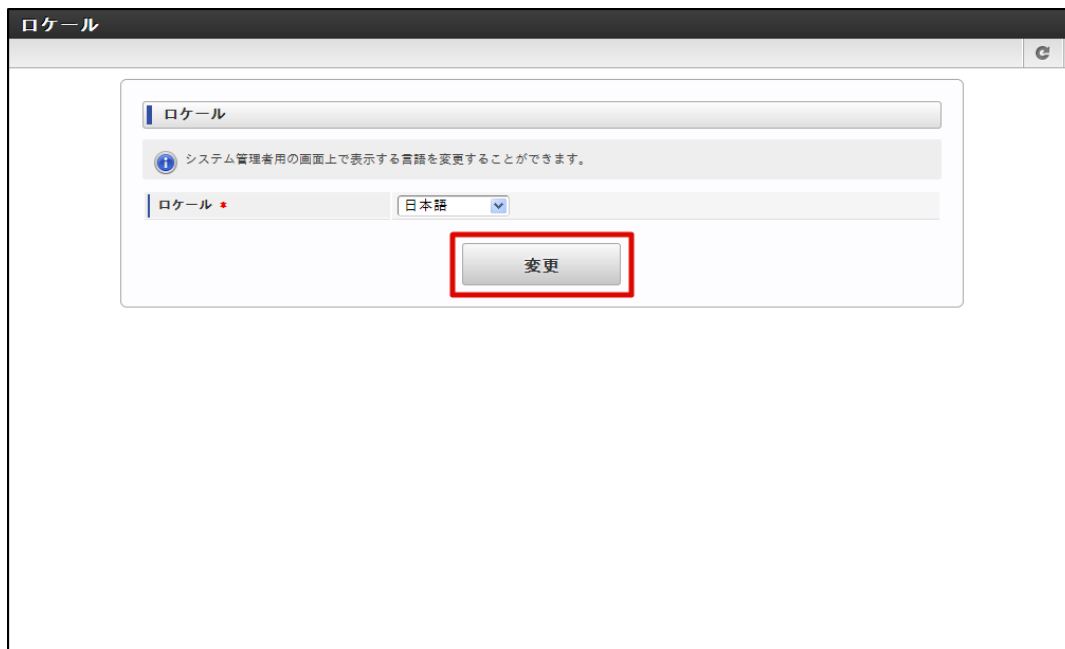 ロケール
ロケール
システム管理者用の画面上で表示する言語を変更することができます。
ロケール * 日本語
変更